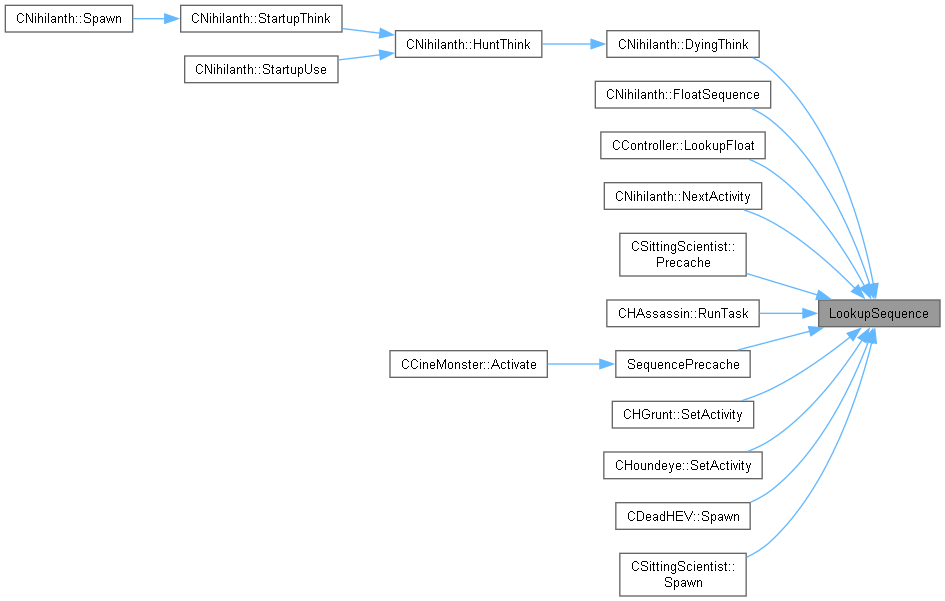 CNihilanth::Spawn
CNihilanth::StartupThink
CNihilanth::StartupUse
CNihilanth::HuntThink
CNihilanth::DyingThink
CNihilanth::FloatSequence
CController::LookupFloat
CNihilanth::NextActivity
CSittingScientist::
Precache
CHAssassin::RunTask
LookupSequence
CCineMonster::Activate
SequencePrecache
CHGrunt::SetActivity
CHoundeye::SetActivity
CDeadHEV::Spawn
CSittingScientist::
Spawn